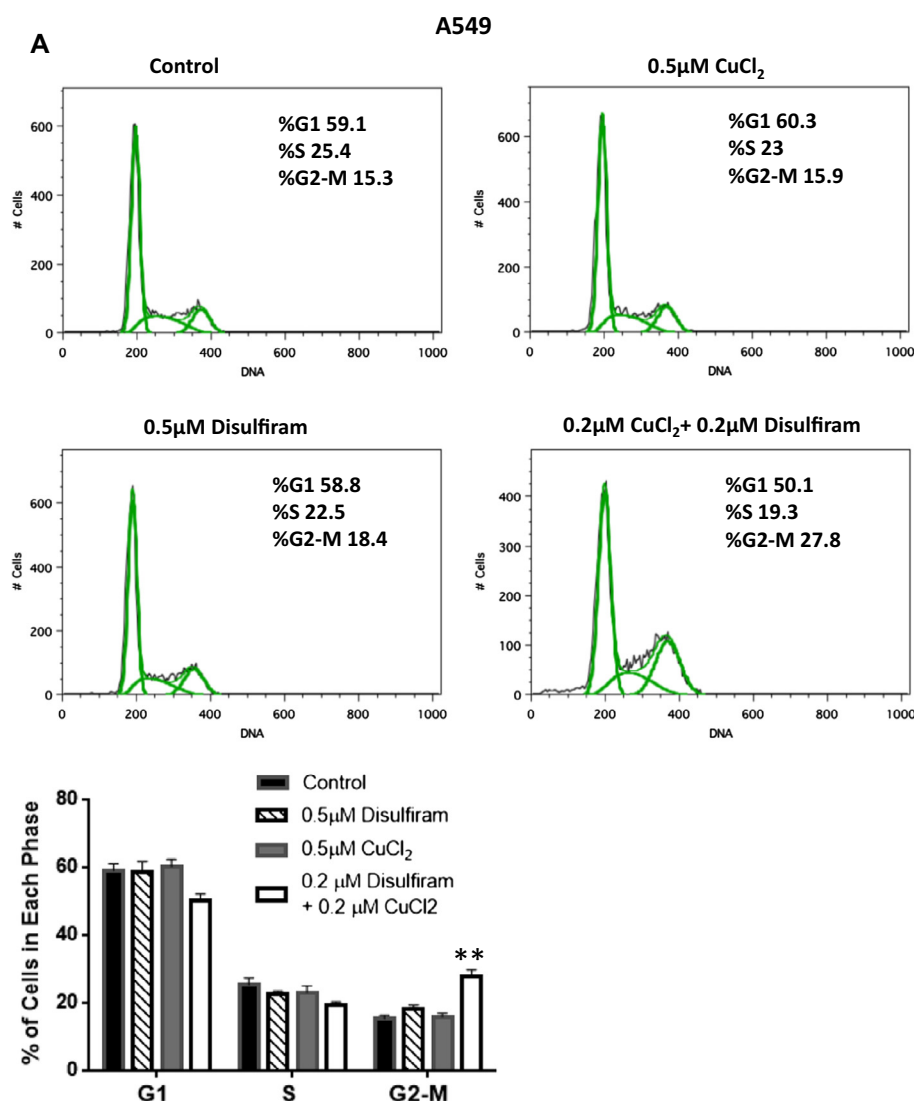 A549
A
Control
%G1 59.1
%S 25.4
%G2-M 15.3
# Cells
600
400
200
0
0 200 400 600 800 1000
DNA
0.5μM CuCl₂
%G1 60.3
%S 23
%G2-M 15.9
# Cells
600
400
200
0
0 200 400 600 800 1000
DNA
0.5μM Disulfiram
%G1 58.8
%S 22.5
%G2-M 18.4
# Cells
600
400
200
0
0 200 400 600 800 1000
DNA
0.2μM CuCl₂+ 0.2μM Disulfiram
%G1 50.1
%S 19.3
%G2-M 27.8
# Cells
400
300
200
100
0
0 200 400 600 800 1000
DNA
% of Cells in Each Phase
80
60
40
20
0
Control
0.5μM Disulfiram
0.5μM CuCl₂
0.2 μM Disulfiram
+ 0.2 μM CuCl2
**
G1 S G2-M